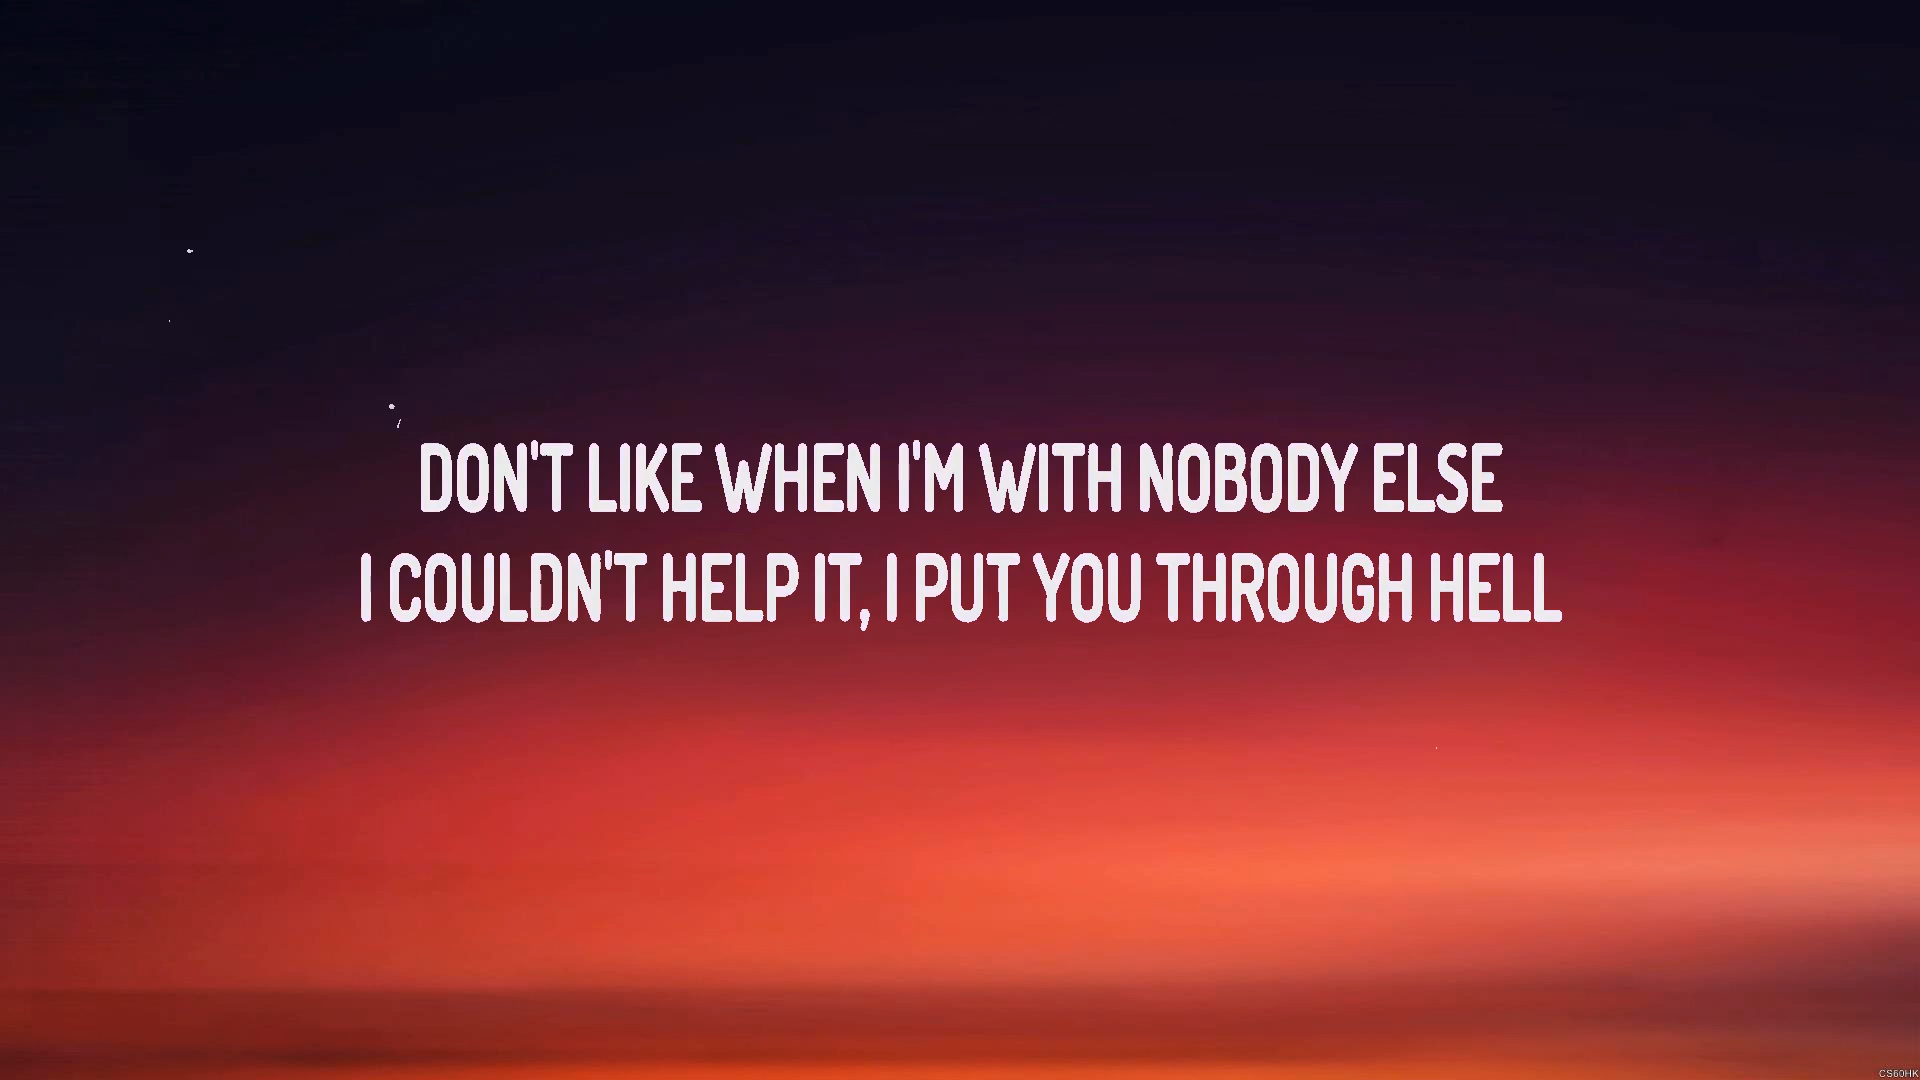 DON'T LIKE WHEN I'M WITH NOBODY ELSE
I COULDN'T HELP IT, I PUT YOU THROUGH HELL
CS60HK